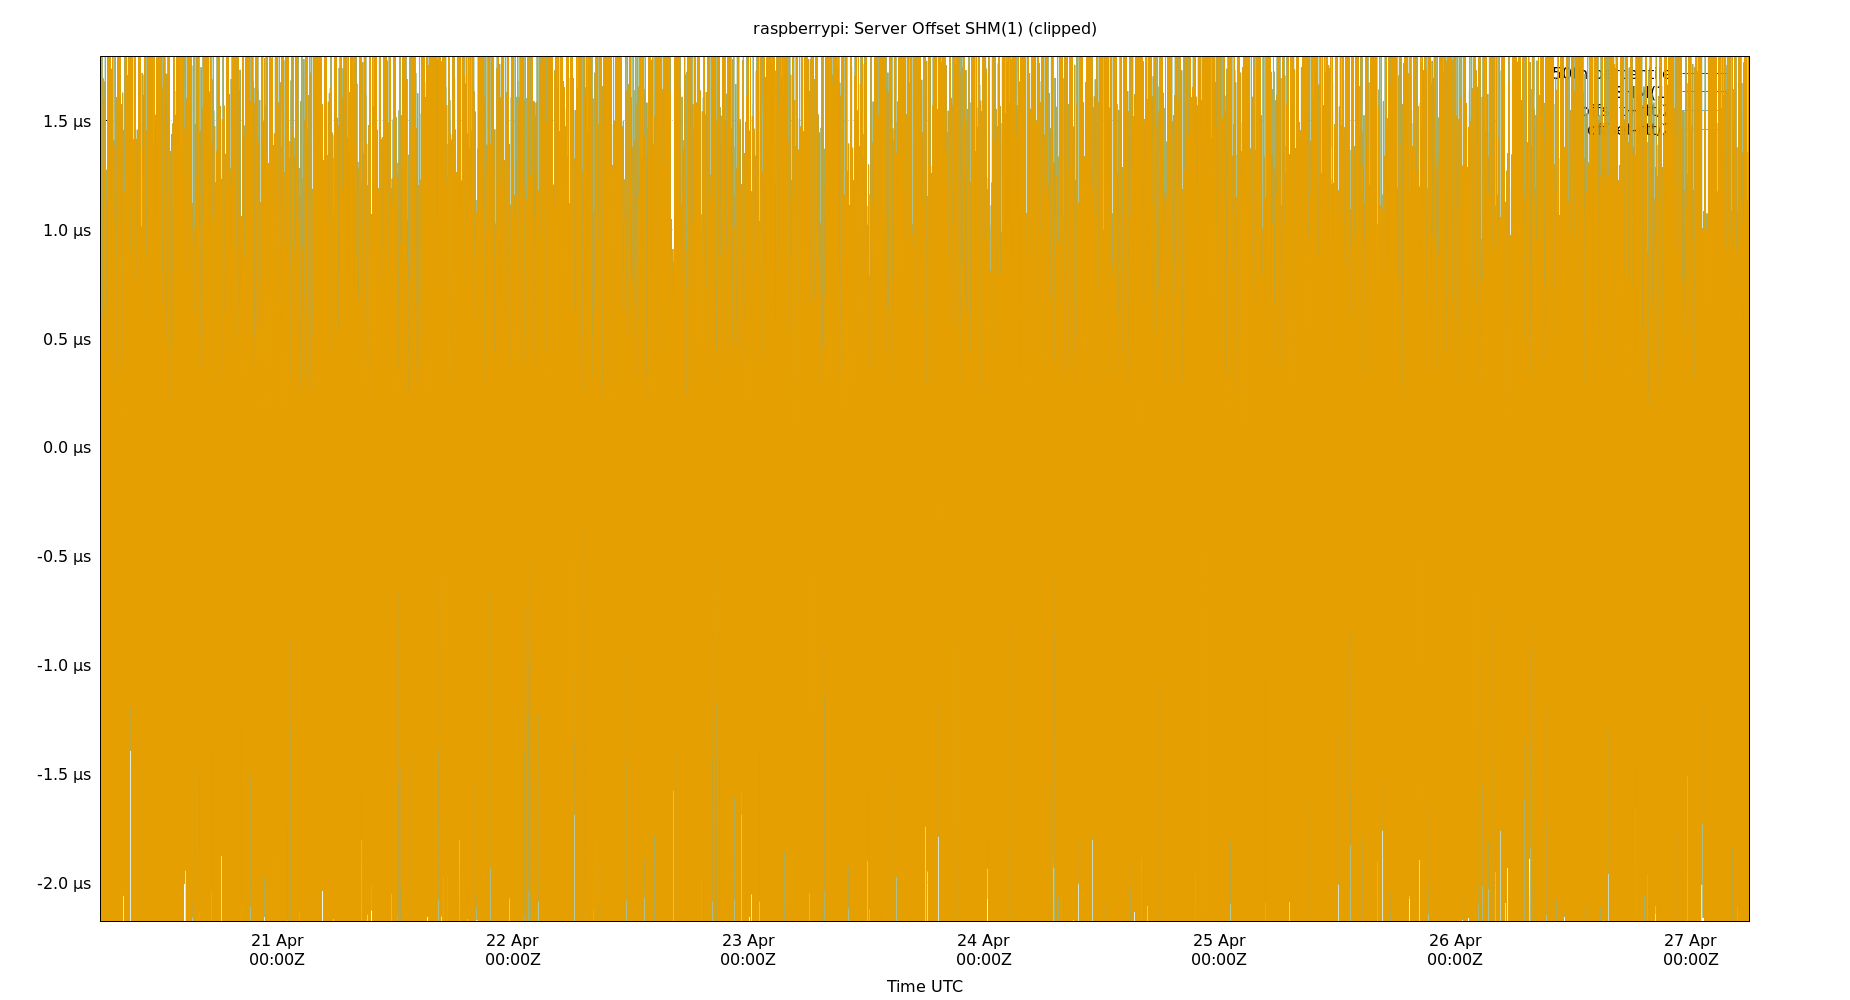 raspberrypi: Server Offset SHM(1) (clipped)
1.5 µs
1.0 µs
0.5 µs
0.0 µs
-0.5 µs
-1.0 µs
-1.5 µs
-2.0 µs
21 Apr
00:00Z
22 Apr
00:00Z
23 Apr
00:00Z
24 Apr
00:00Z
25 Apr
00:00Z
26 Apr
00:00Z
27 Apr
00:00Z
Time UTC